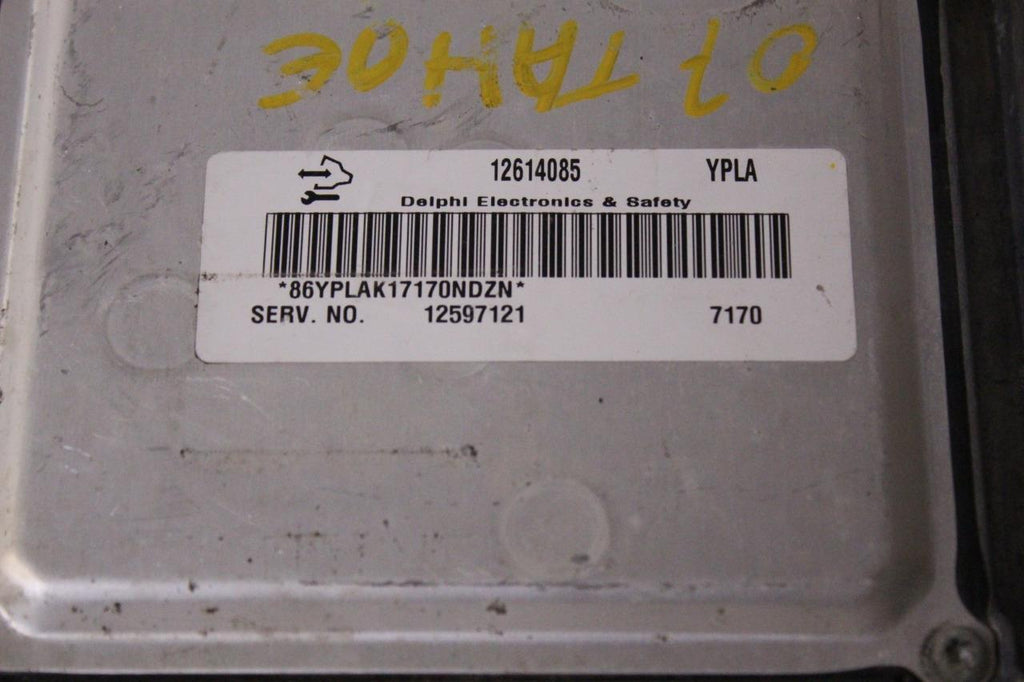 07 TAHOE
12614085 YPLA
Delphi Electronics & Safety
*86YPLAK17170NDZN*
SERV. NO. 12597121 7170